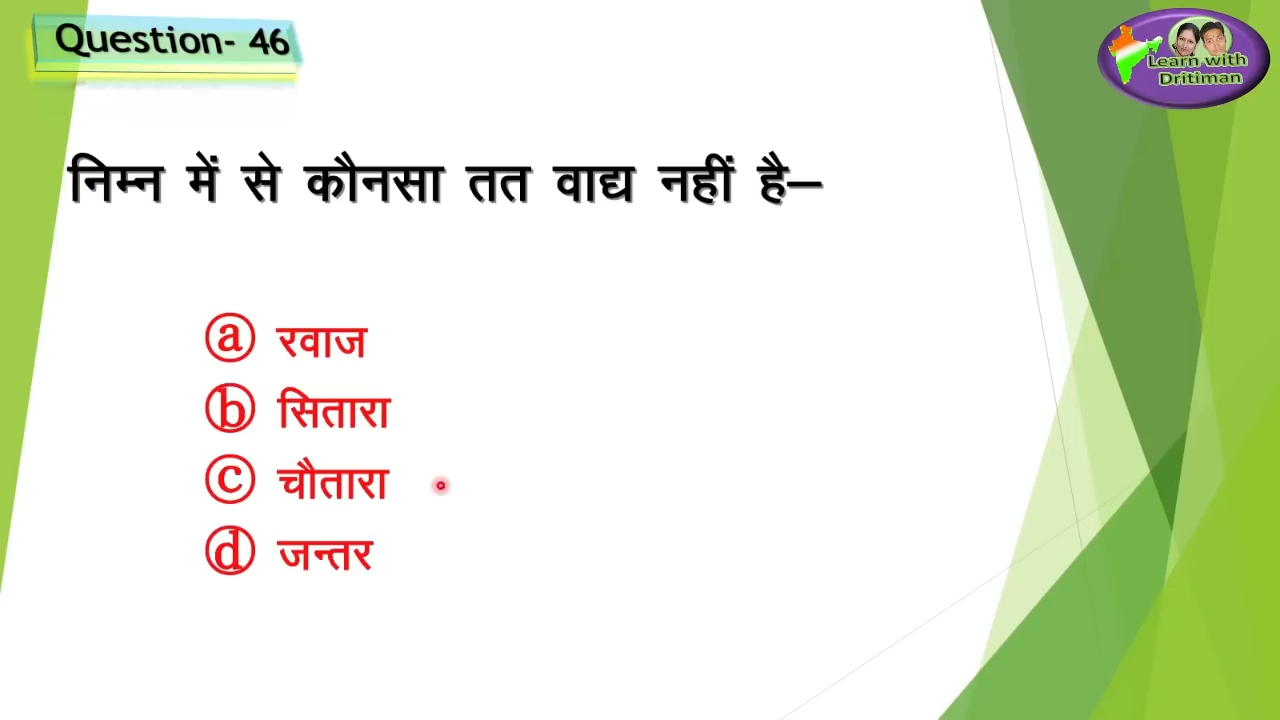 Question- 46
Learn with
Dritiman
निम्न में से कौनसा तत वाद्य नहीं है–
ⓐ रवाज
ⓑ सितारा
ⓒ चौतारा
ⓓ जन्तर